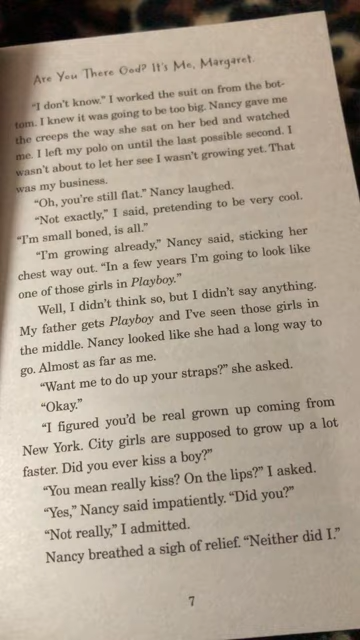 Are You There God? It's Me, Margaret.
"I don't know." I worked the suit on from the bot-
tom. I knew it was going to be too big. Nancy gave me
the creeps the way she sat on her bed and watched
me. I left my polo on until the last possible second. I
wasn't about to let her see I wasn't growing yet. That
was my business.
"Oh, you're still flat." Nancy laughed.
"Not exactly," I said, pretending to be very cool.
"I'm small boned, is all."
"I'm growing already," Nancy said, sticking her
chest way out. "In a few years I'm going to look like
one of those girls in Playboy."
Well, I didn't think so, but I didn't say anything.
My father gets Playboy and I've seen those girls in
the middle. Nancy looked like she had a long way to
go. Almost as far as me.
"Want me to do up your straps?" she asked.
"Okay."
"I figured you'd be real grown up coming from
New York. City girls are supposed to grow up a lot
faster. Did you ever kiss a boy?"
"You mean really kiss? On the lips?" I asked.
"Yes," Nancy said impatiently. "Did you?"
"Not really," I admitted.
Nancy breathed a sigh of relief. "Neither did I."
7